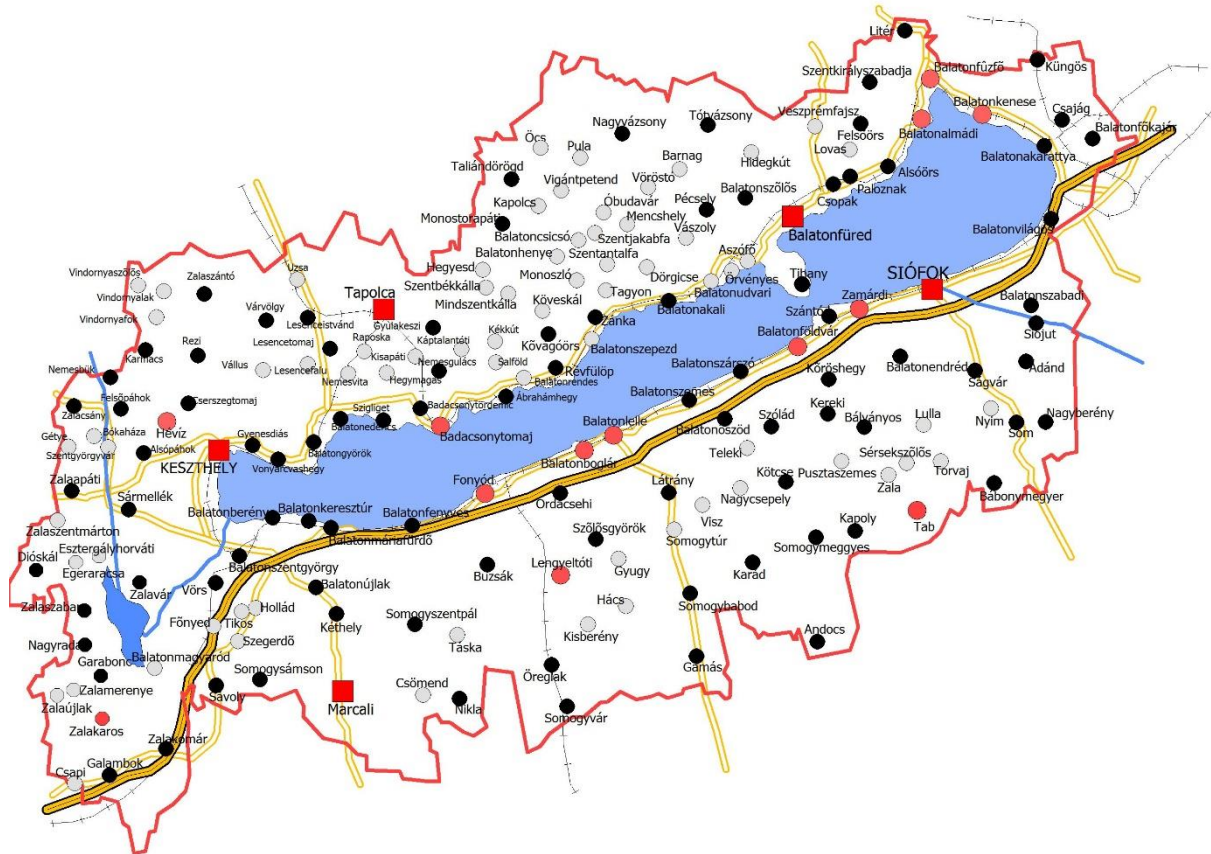 Litér
Balatonfűzfő
Küngös
Szentkirályszabadja
Balatonkenese
Csajág
Veszprémfajsz
Felsőörs
Balatonalmádi
Balatonfőkajár
Nagyvázsony
Tótvázsony
Öcs
Pula
Barnag
Hidegkút
Lovas
Balatonakarattya
Taliándörögd
Vigántpetend
Vöröstó
Alsóörs
Kapolcs
Óbudavár
Pécsely
Balatonszőlős
Csopak
Paloznak
Monostorapáti
Mencshely
Balatoncsicsó
Szentjakabfa
Vászoly
Balatonfüred
Balatonvilágos
Balatonhenye
Szentantalfa
Aszófő
Hegyesd
Monoszló
Dörgicse
Örvényes
Tihany
SIÓFOK
Szentbékkálla
Tagyon
Balatonudvari
Mindszentkálla
Köveskál
Balatonakali
Szántód
Zamárdi
Balatonszabadi
Vindornyaszőlős
Zalaszántó
Uzsa
Vindornyalak
Tapolca
Vindornyafok
Várvölgy
Lesenceistvánd
Gyulakeszi
Zánka
Balatonföldvár
Siójut
Karmacs
Rezi
Lesencetomaj
Raposka
Káptalantóti
Kékkút
Kővágóörs
Balatonszepezd
Kisapáti
Nemesgulács
Salföld
Révfülöp
Balatonszárszó
Kőröshegy
Balatonendréd
Ságvár
Ádánd
Nemesbük
Vállus
Lesencefalu
Nemesvita
Hegymagas
Balatonrendes
Ábrahámhegy
Balatonszemes
Zalacsány
Felsőpáhok
Cserszegtomaj
Szigliget
Badacsonytördemic
Kereki
Bálványos
Lulla
Nyim
Som
Nagyberény
Hévíz
Balatonederics
Badacsonytomaj
Balatonlelle
Balatonőszöd
Szólád
Gétye
Bókaháza
Alsópáhok
Gyenesdiás
Balatongyörök
Szentgyörgyvár
KESZTHELY
Vonyarcvashegy
Balatonboglár
Teleki
Kötcse
Pusztaszemes
Sérsekszőlős
Torvaj
Zalaapáti
Sármellék
Fonyód
Ordacsehi
Látrány
Nagycsepely
Zala
Bábonymegyer
Balatonberény
Balatonkeresztúr
Balatonfenyves
Visz
Tab
Zalaszentmárton
Balatonmáriafürdő
Szőlősgyörök
Somogytúr
Kapoly
Somogymeggyes
Dióskál
Esztergályhorváti
Egeraracsa
Balatonszentgyörgy
Buzsák
Lengyeltóti
Gyugy
Karád
Zalavár
Vörs
Balatonújlak
Zalaszabar
Hollád
Kéthely
Somogyszentpál
Hács
Somogybabod
Főnyed
Tikos
Táska
Kisberény
Andocs
Nagyrada
Szegerdő
Garabonc
Balatonmagyaród
Somogysámson
Öreglak
Gamás
Zalamerenye
Sávoly
Marcali
Csömend
Nikla
Zalaújlak
Somogyvár
Zalakaros
Zalakomár
Csapi
Galambok